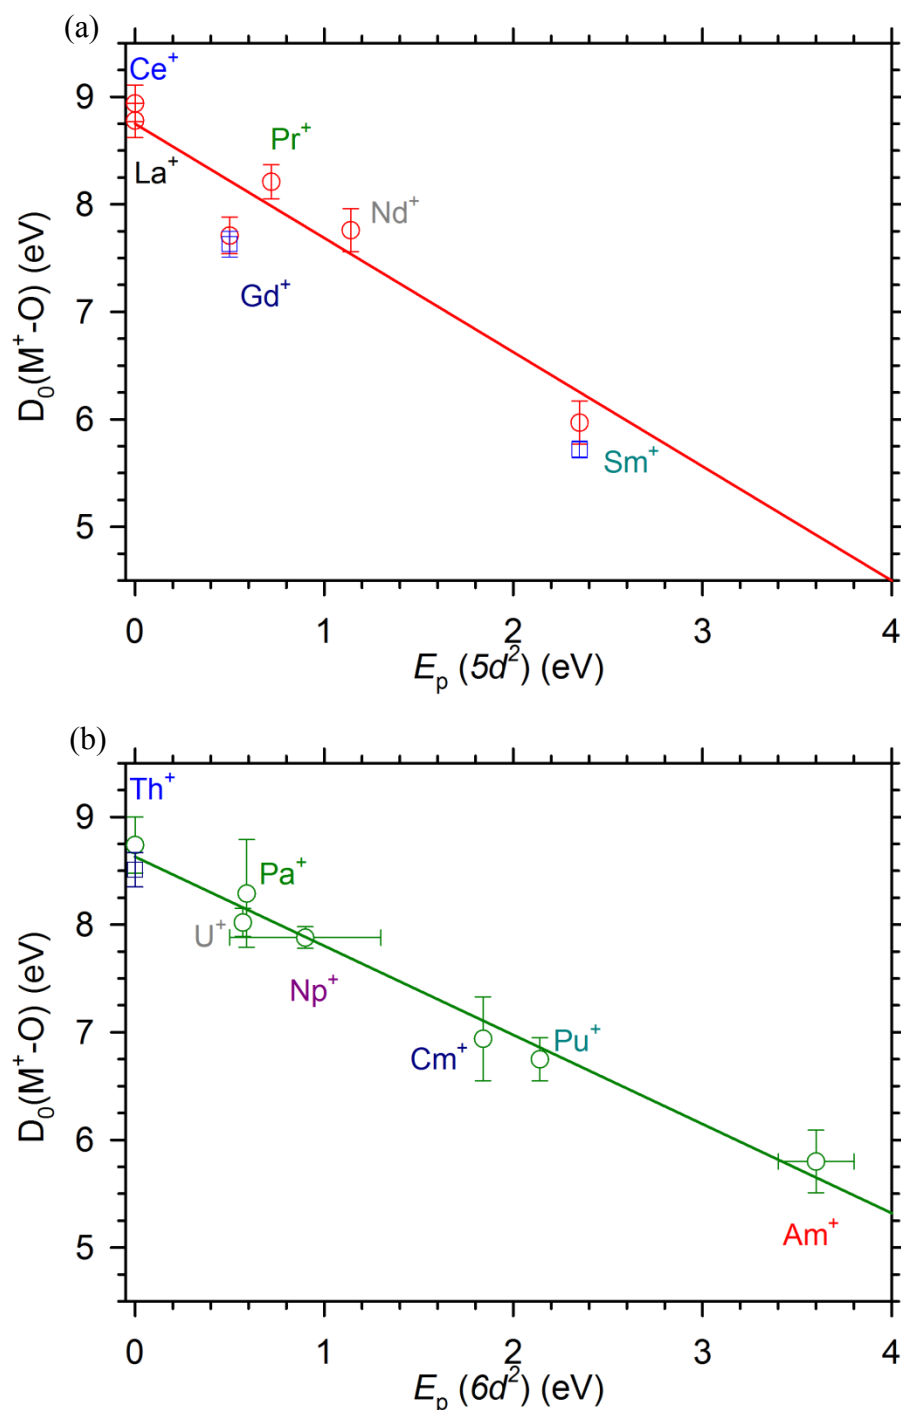 (a)
Ce⁺
9
Pr⁺
La⁺
8
Nd⁺
Gd⁺
7
D₀(M⁺-O) (eV)
6
Sm⁺
5
0 1 2 3 4
Eₚ (5d²) (eV)
(b)
Th⁺
9
Pa⁺
U⁺
8
Np⁺
7
Cm⁺ Pu⁺
D₀(M⁺-O) (eV)
6
Am⁺
5
0 1 2 3 4
Eₚ (6d²) (eV)